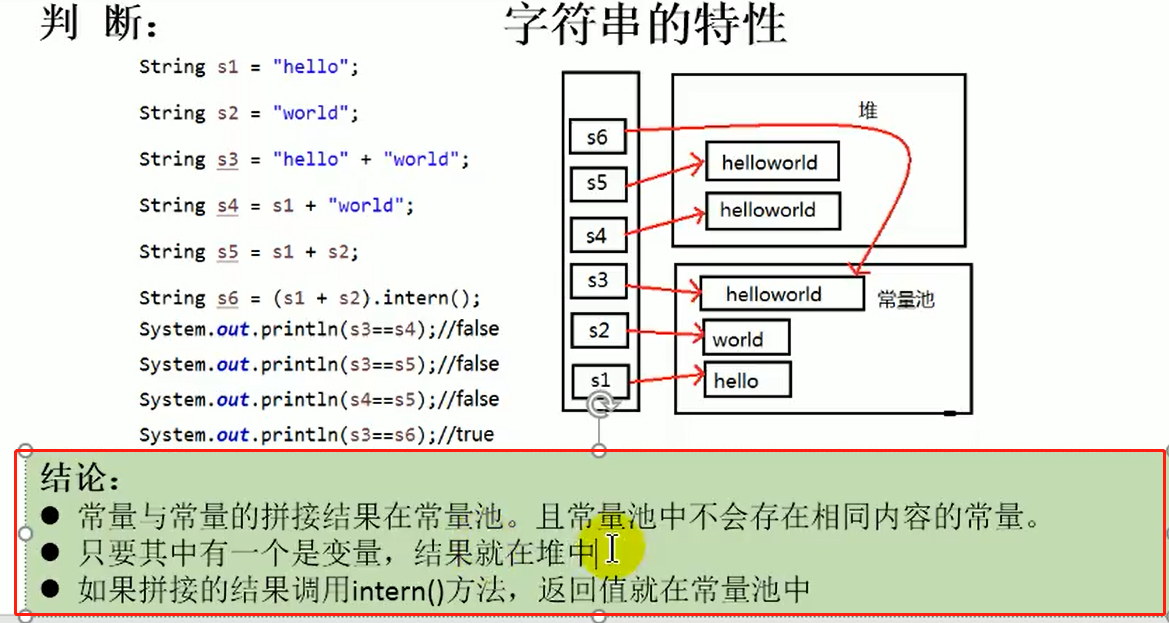 判 断：
字符串的特性
String s1 = "hello";
String s2 = "world";
String s3 = "hello" + "world";
String s4 = s1 + "world";
String s5 = s1 + s2;
String s6 = (s1 + s2).intern();
System.out.println(s3==s4);//false
System.out.println(s3==s5);//false
System.out.println(s4==s5);//false
System.out.println(s3==s6);//true
s6
s5
s4
s3
s2
s1
堆
helloworld
helloworld
helloworld
常量池
world
hello
结论：
● 常量与常量的拼接结果在常量池。且常量池中不会存在相同内容的常量。
● 只要其中有一个是变量，结果就在堆中
● 如果拼接的结果调用intern()方法，返回值就在常量池中